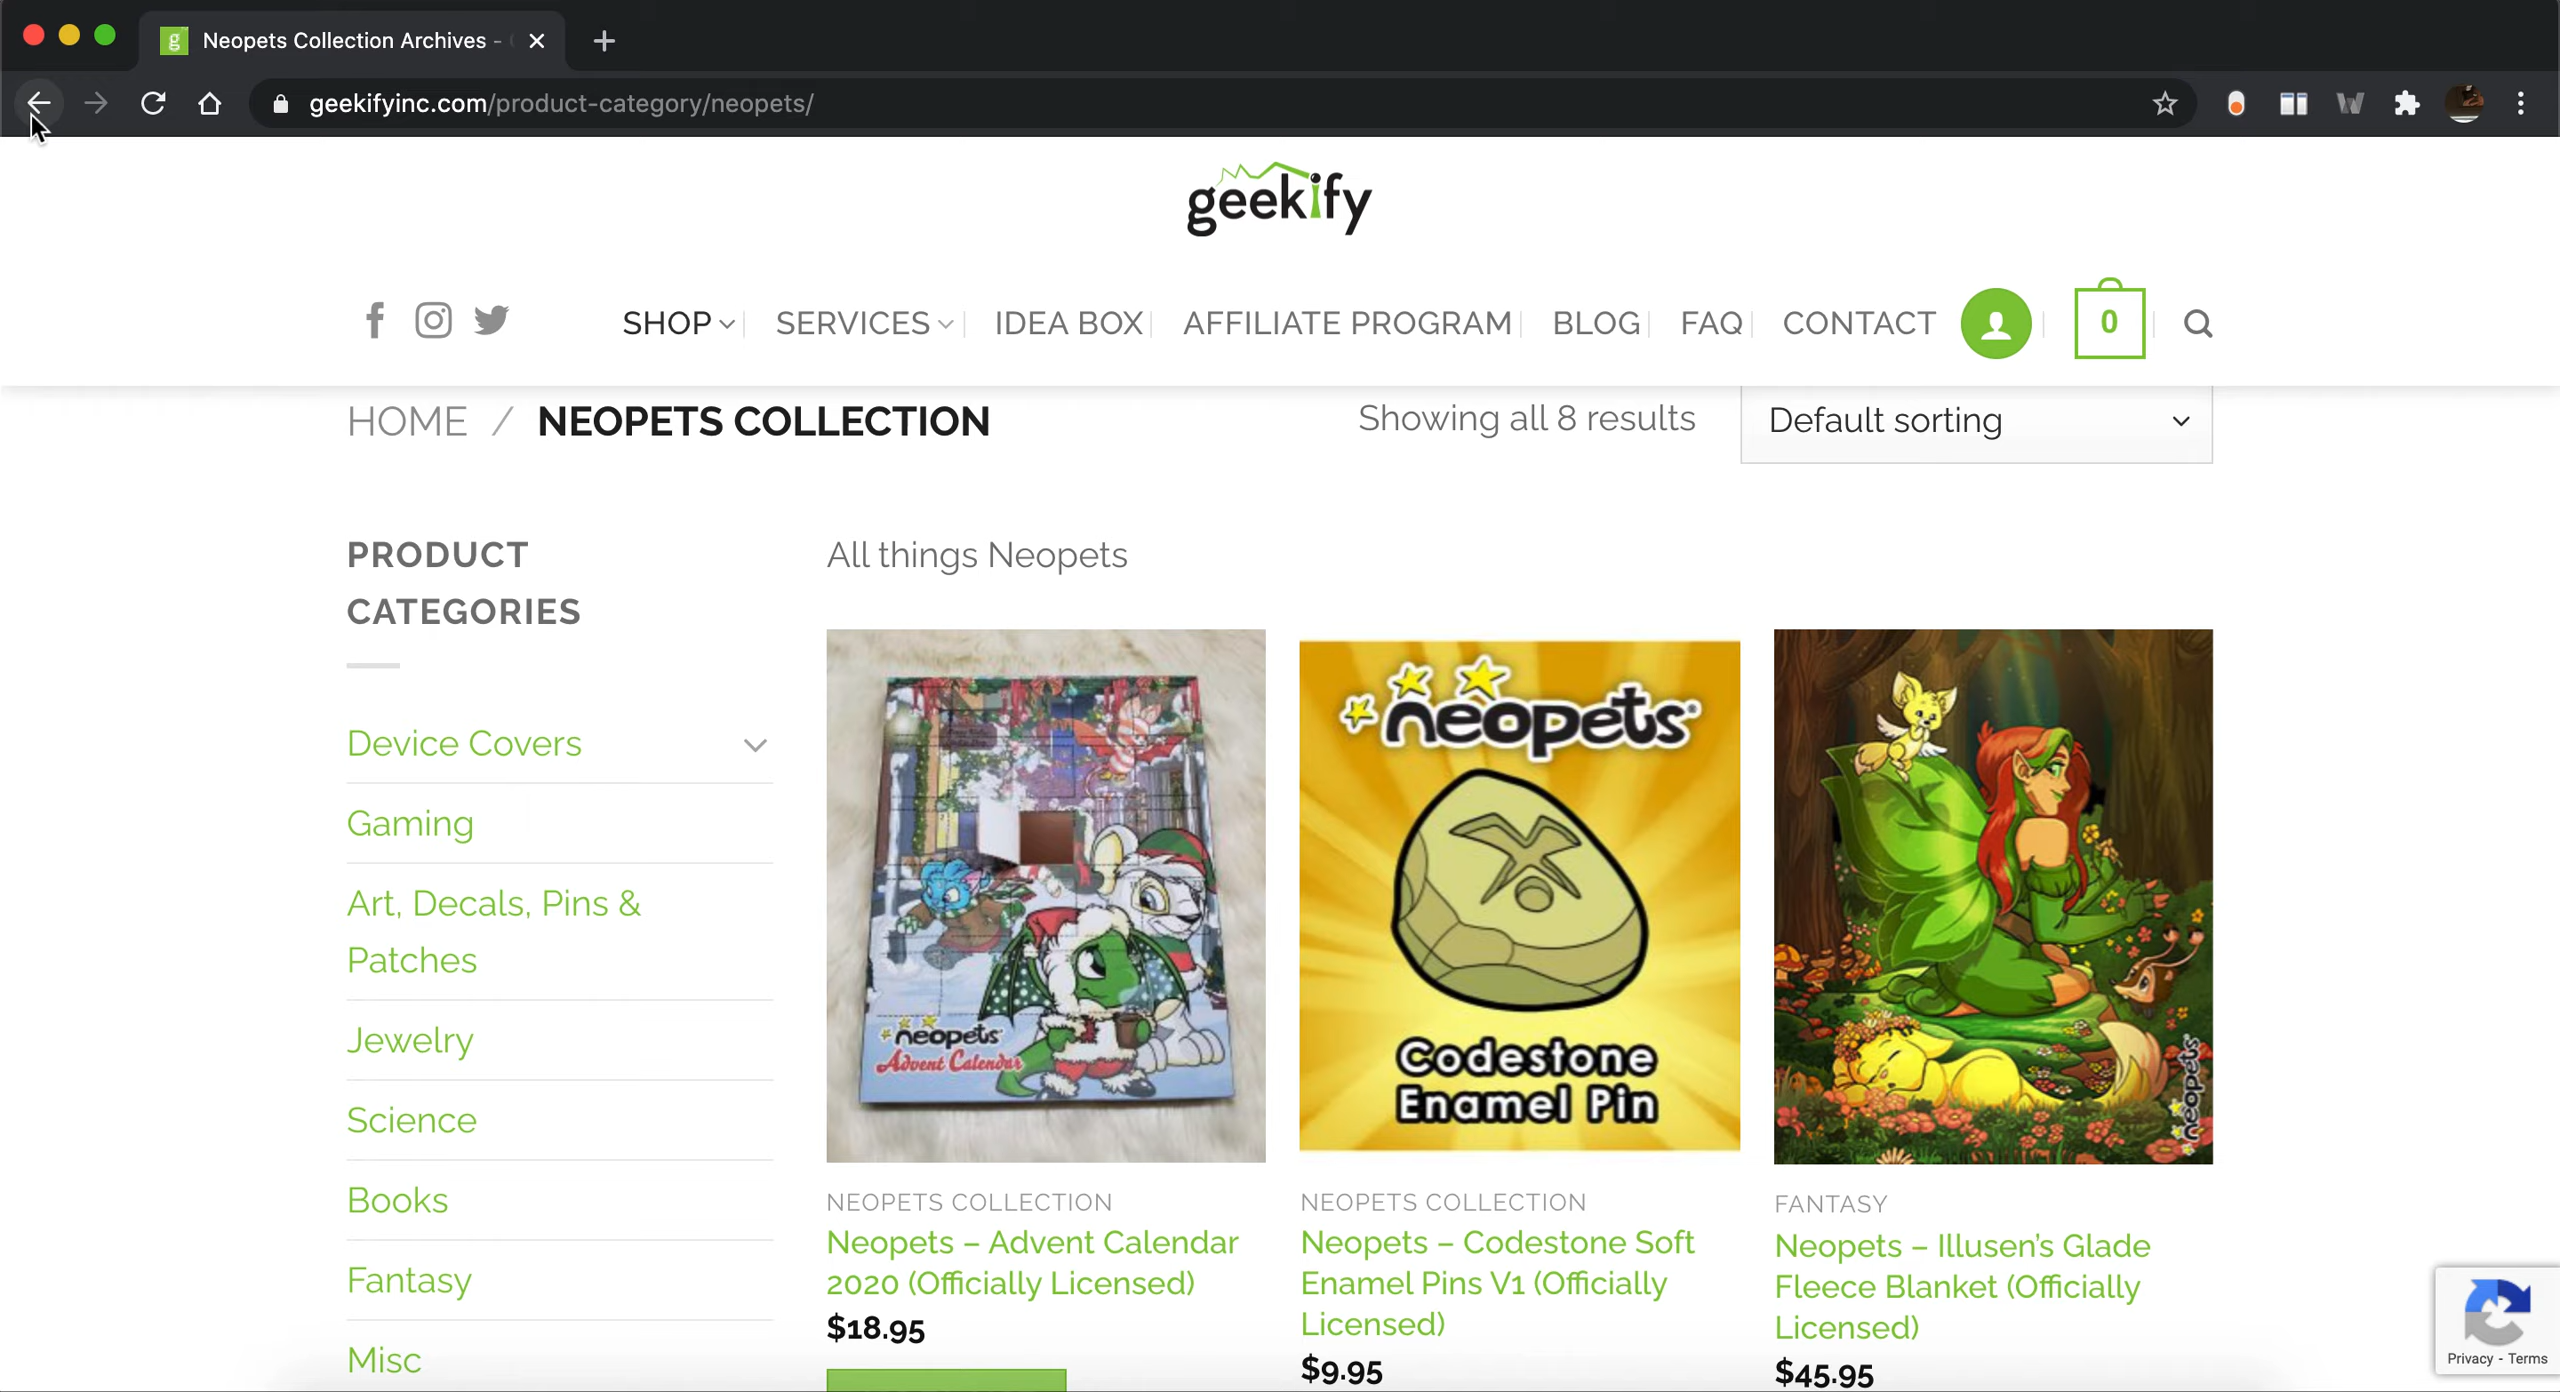 Neopets Collection Archives -
geekifyinc.com/product-category/neopets/
geekify
SHOP SERVICES IDEA BOX AFFILIATE PROGRAM BLOG FAQ CONTACT 0
HOME / NEOPETS COLLECTION
Showing all 8 results
Default sorting
PRODUCT
CATEGORIES
Device Covers
Gaming
Art, Decals, Pins &
Patches
Jewelry
Science
Books
Fantasy
Misc
All things Neopets
neopets
Advent Calendar
NEOPETS COLLECTION
Neopets – Advent Calendar
2020 (Officially Licensed)
$18.95
neopets
Codestone
Enamel Pin
NEOPETS COLLECTION
Neopets – Codestone Soft
Enamel Pins V1 (Officially
Licensed)
$9.95
neopets
FANTASY
Neopets – Illusen's Glade
Fleece Blanket (Officially
Licensed)
$45.95
Privacy - Terms